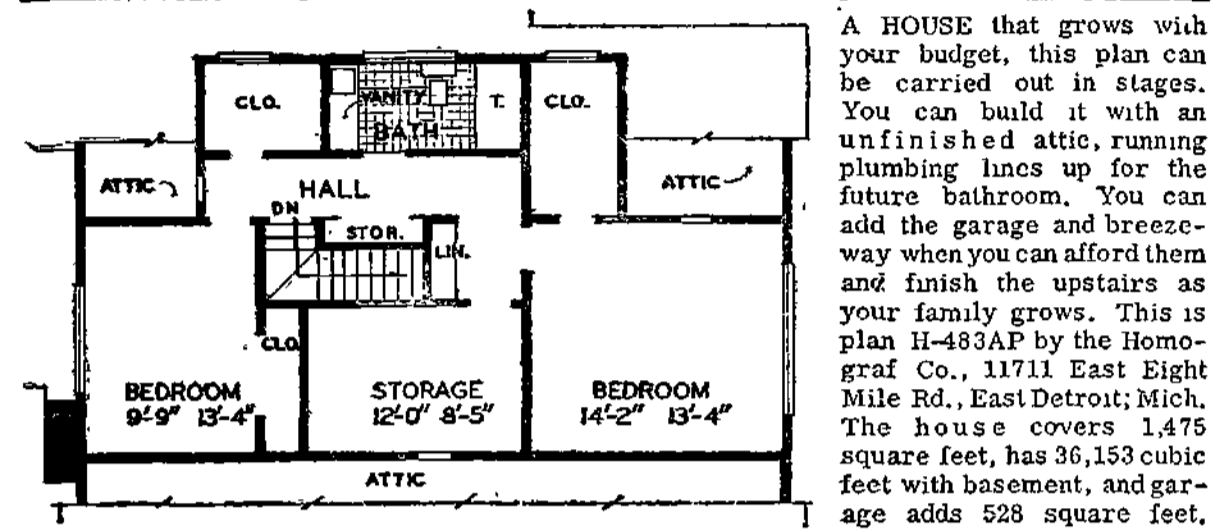 CLO.
VANITY
BATH
T.
CLO.
ATTIC
HALL
ATTIC
DN
STOR.
LIN.
CLO.
BEDROOM
9'-9" 13'-4"
STORAGE
12'-0" 8'-5"
BEDROOM
14'-2" 13'-4"
ATTIC
A HOUSE that grows with
your budget, this plan can
be carried out in stages.
You can build it with an
unfinished attic, running
plumbing lines up for the
future bathroom. You can
add the garage and breeze-
way when you can afford them
and finish the upstairs as
your family grows. This is
plan H-483AP by the Homo-
graf Co., 11711 East Eight
Mile Rd., East Detroit; Mich.
The house covers 1,475
square feet, has 36,153 cubic
feet with basement, and gar-
age adds 528 square feet.